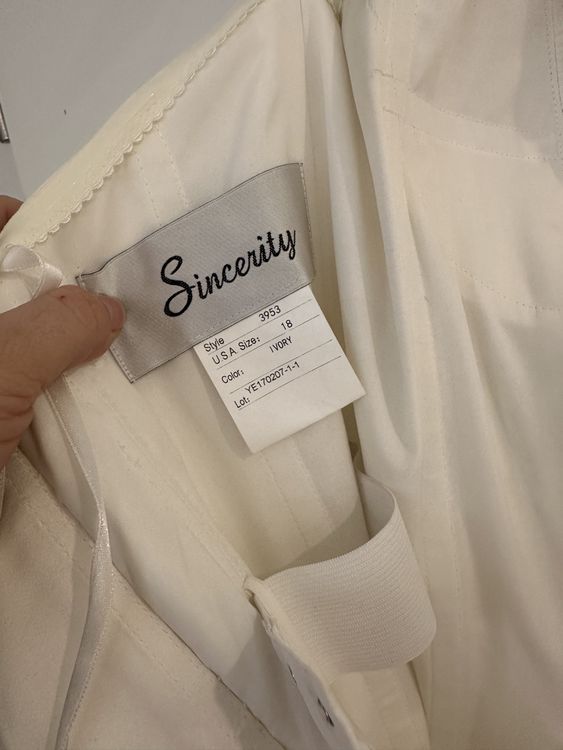 Sincerity
Style 3953
U S A Size: 18
Color: IVORY
Lot: YE170207-1-1